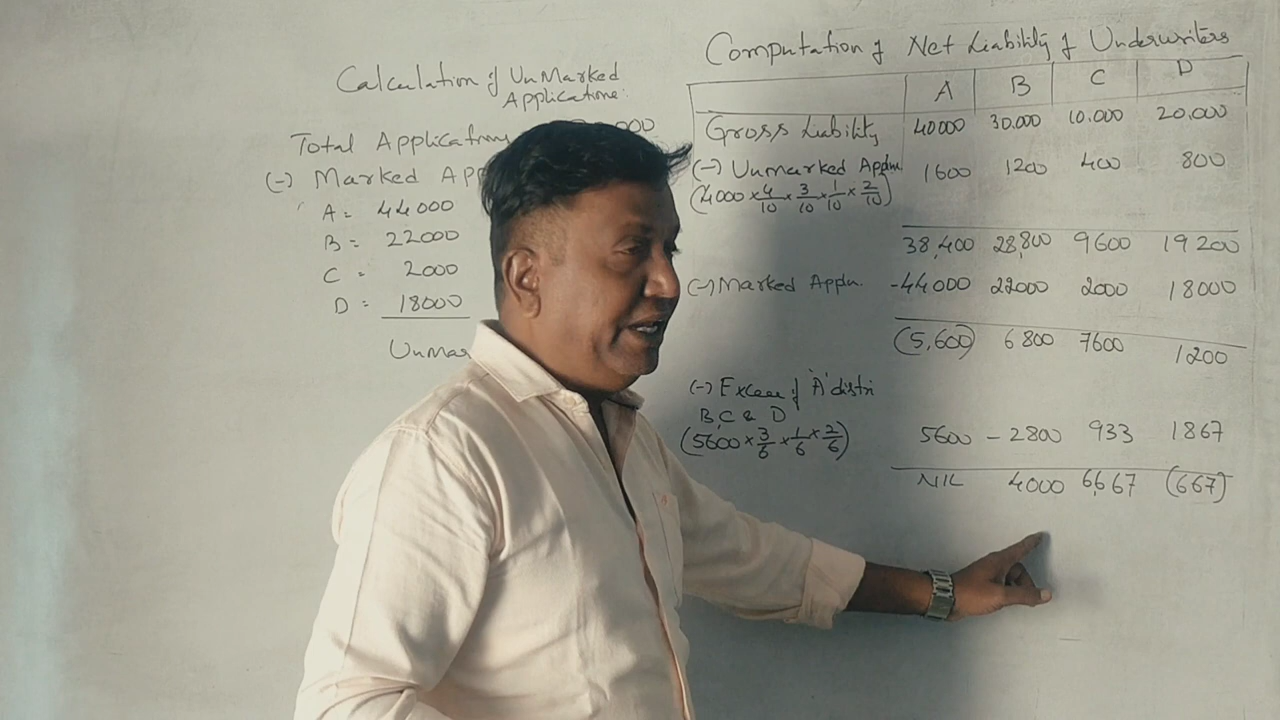 Calculation of UnMarked
Applications:
Total Applications
(-) Marked App
A = 44000
B = 22000
C = 2000
D = 18000
Unmar
Computation of Net Liability of Underwriters
A B C D
Gross Liability 40000 30.000 10.000 20.000
(-) Unmarked Appln. 1600 1200 400 800
(4000 × 4/10 × 3/10 × 1/10 × 2/10)
38,400 28,800 9600 19200
(-) Marked Appln. -44000 22000 2000 18000
(5,600) 6800 7600 1200
(-) Excess of 'A' distri
B, C & D
(5600 × 3/6 × 1/6 × 2/6) 5600 - 2800 933 1867
NIL 4000 6,667 (667)